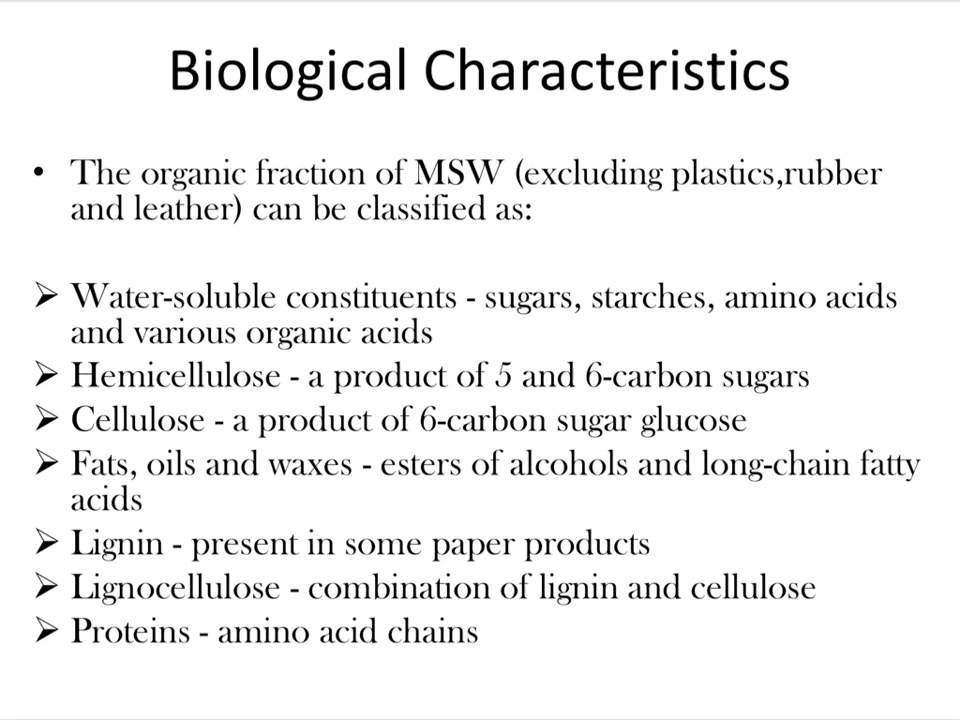 Biological Characteristics
• The organic fraction of MSW (excluding plastics,rubber
and leather) can be classified as:
➢ Water-soluble constituents - sugars, starches, amino acids
and various organic acids
➢ Hemicellulose - a product of 5 and 6-carbon sugars
➢ Cellulose - a product of 6-carbon sugar glucose
➢ Fats, oils and waxes - esters of alcohols and long-chain fatty
acids
➢ Lignin - present in some paper products
➢ Lignocellulose - combination of lignin and cellulose
➢ Proteins - amino acid chains